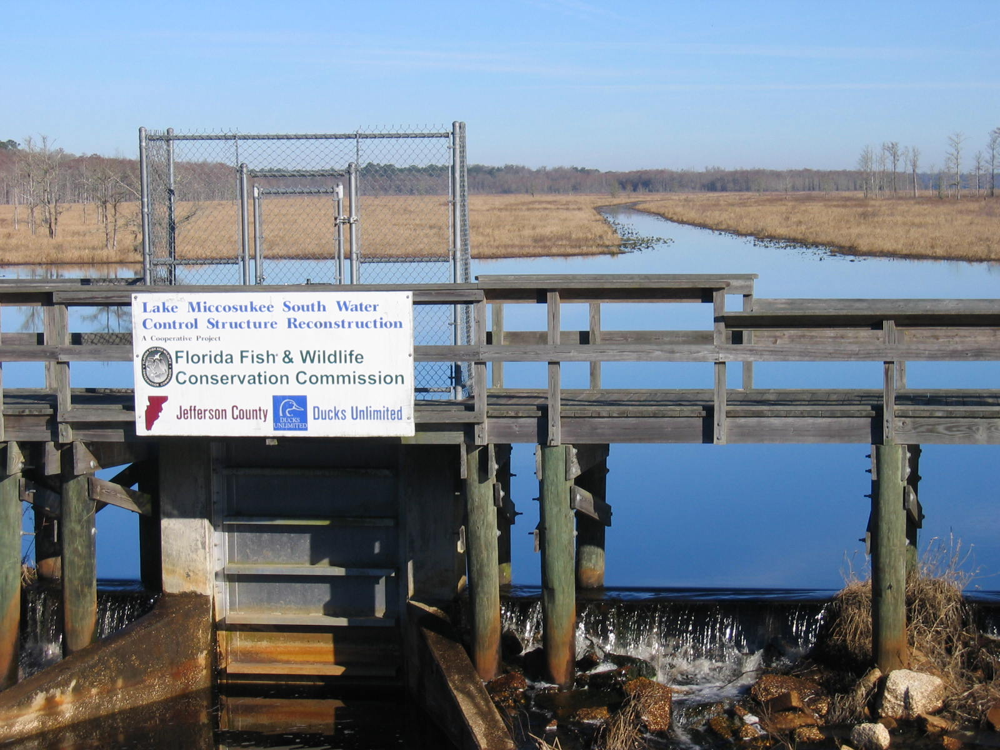 Lake Miccosukee South Water
Control Structure Reconstruction
A Cooperative Project
Florida Fish & Wildlife
Conservation Commission
Jefferson County
DUCKS
UNLIMITED
Ducks Unlimited